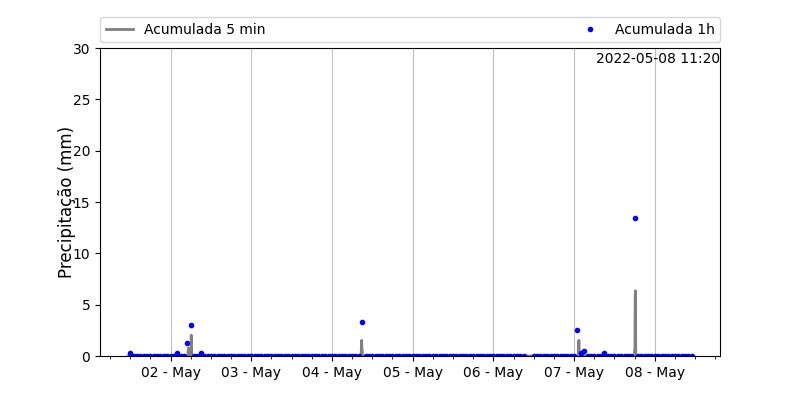 Acumulada 5 min
Acumulada 1h
2022-05-08 11:20
Precipitação (mm)
30
25
20
15
10
5
0
02 - May
03 - May
04 - May
05 - May
06 - May
07 - May
08 - May